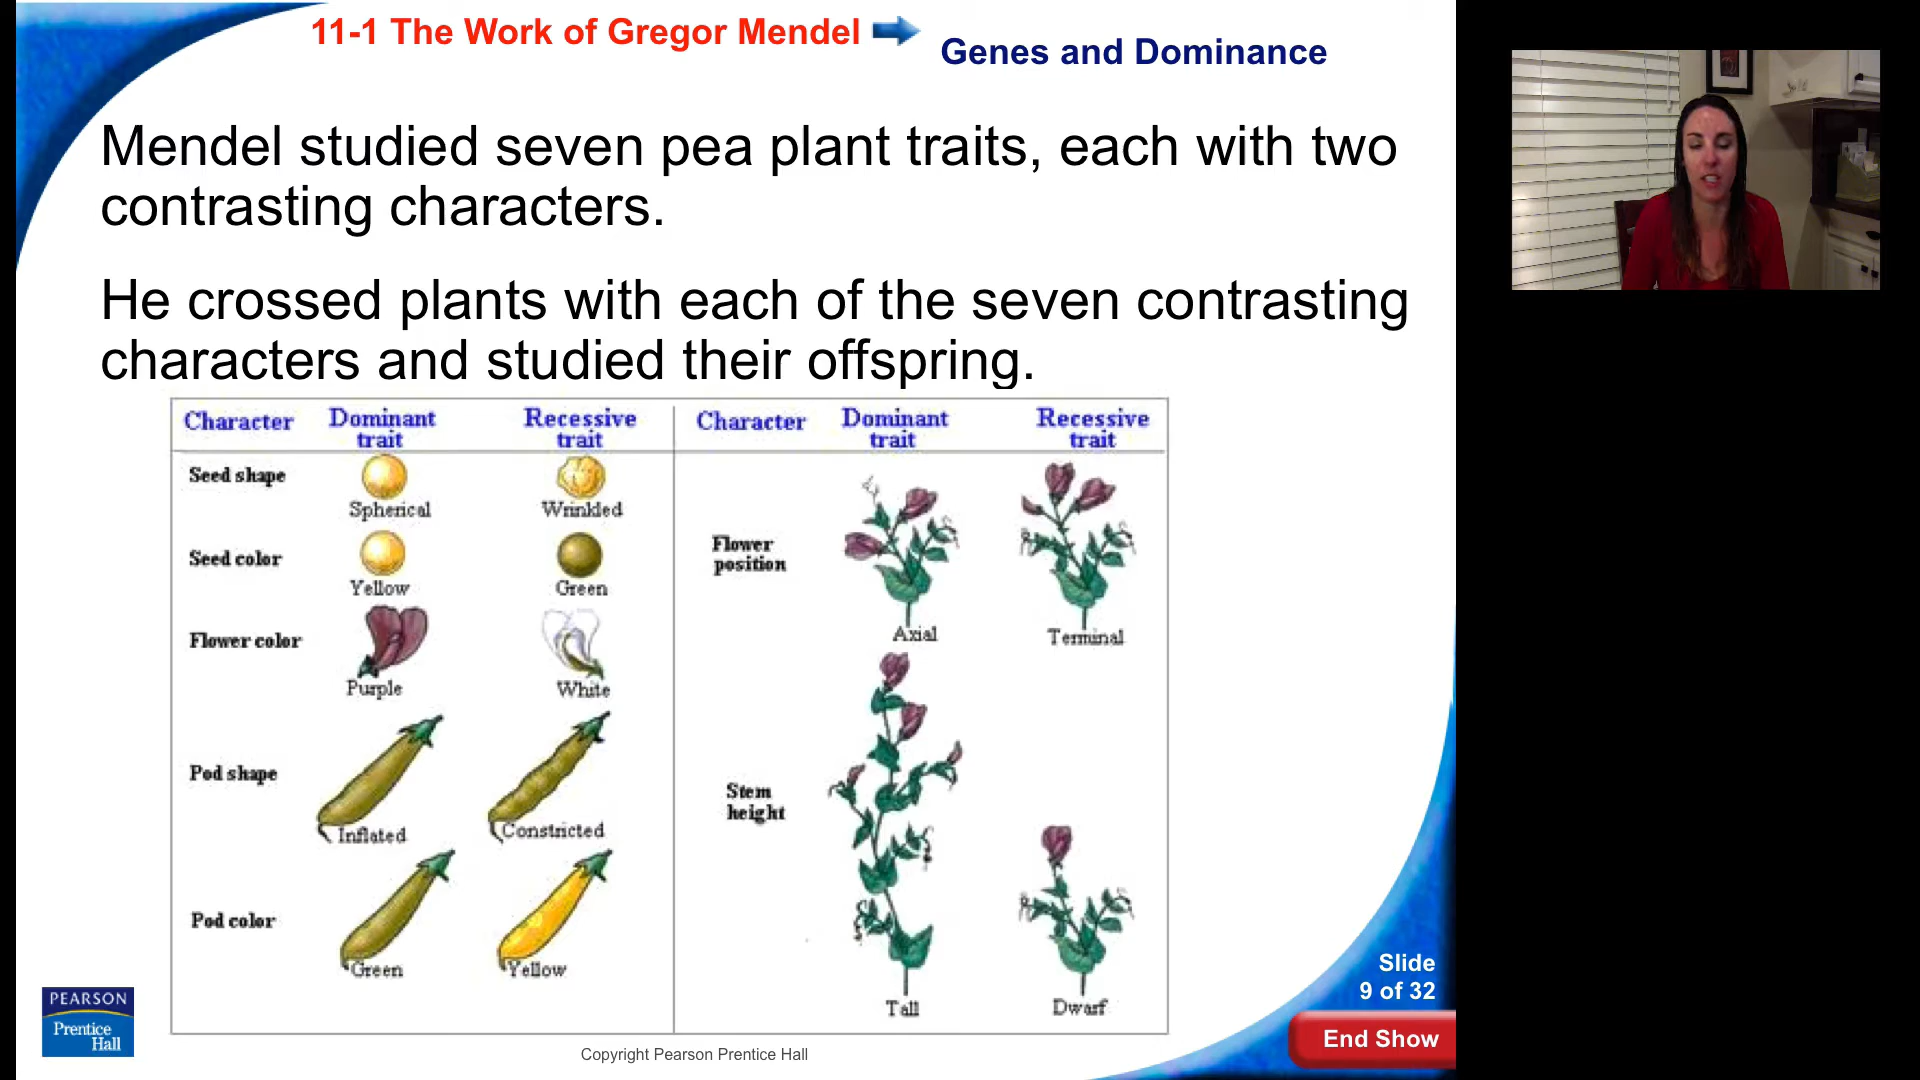 11-1 The Work of Gregor Mendel
Genes and Dominance
Mendel studied seven pea plant traits, each with two
contrasting characters.
He crossed plants with each of the seven contrasting
characters and studied their offspring.
Character Dominant trait Recessive trait
Seed shape
Spherical Wrinkled
Seed color
Yellow Green
Flower color
Purple White
Pod shape
Inflated Constricted
Pod color
Green Yellow
Character Dominant trait Recessive trait
Flower
position
Axial Terminal
Stem
height
Tall Dwarf
Slide
9 of 32
End Show
PEARSON
Prentice
Hall
Copyright Pearson Prentice Hall